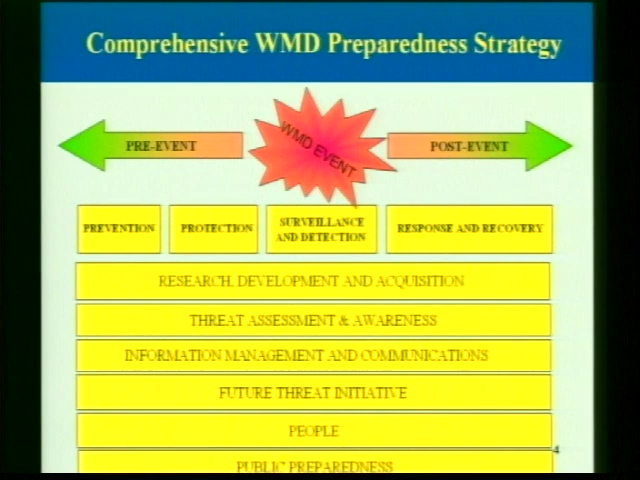 Comprehensive WMD Preparedness Strategy
PRE-EVENT
WMD EVENT
POST-EVENT
PREVENTION
PROTECTION
SURVEILLANCE
AND DETECTION
RESPONSE AND RECOVERY
RESEARCH, DEVELOPMENT AND ACQUISITION
THREAT ASSESSMENT & AWARENESS
INFORMATION MANAGEMENT AND COMMUNICATIONS
FUTURE THREAT INITIATIVE
PEOPLE
4
PUBLIC PREPAREDNESS